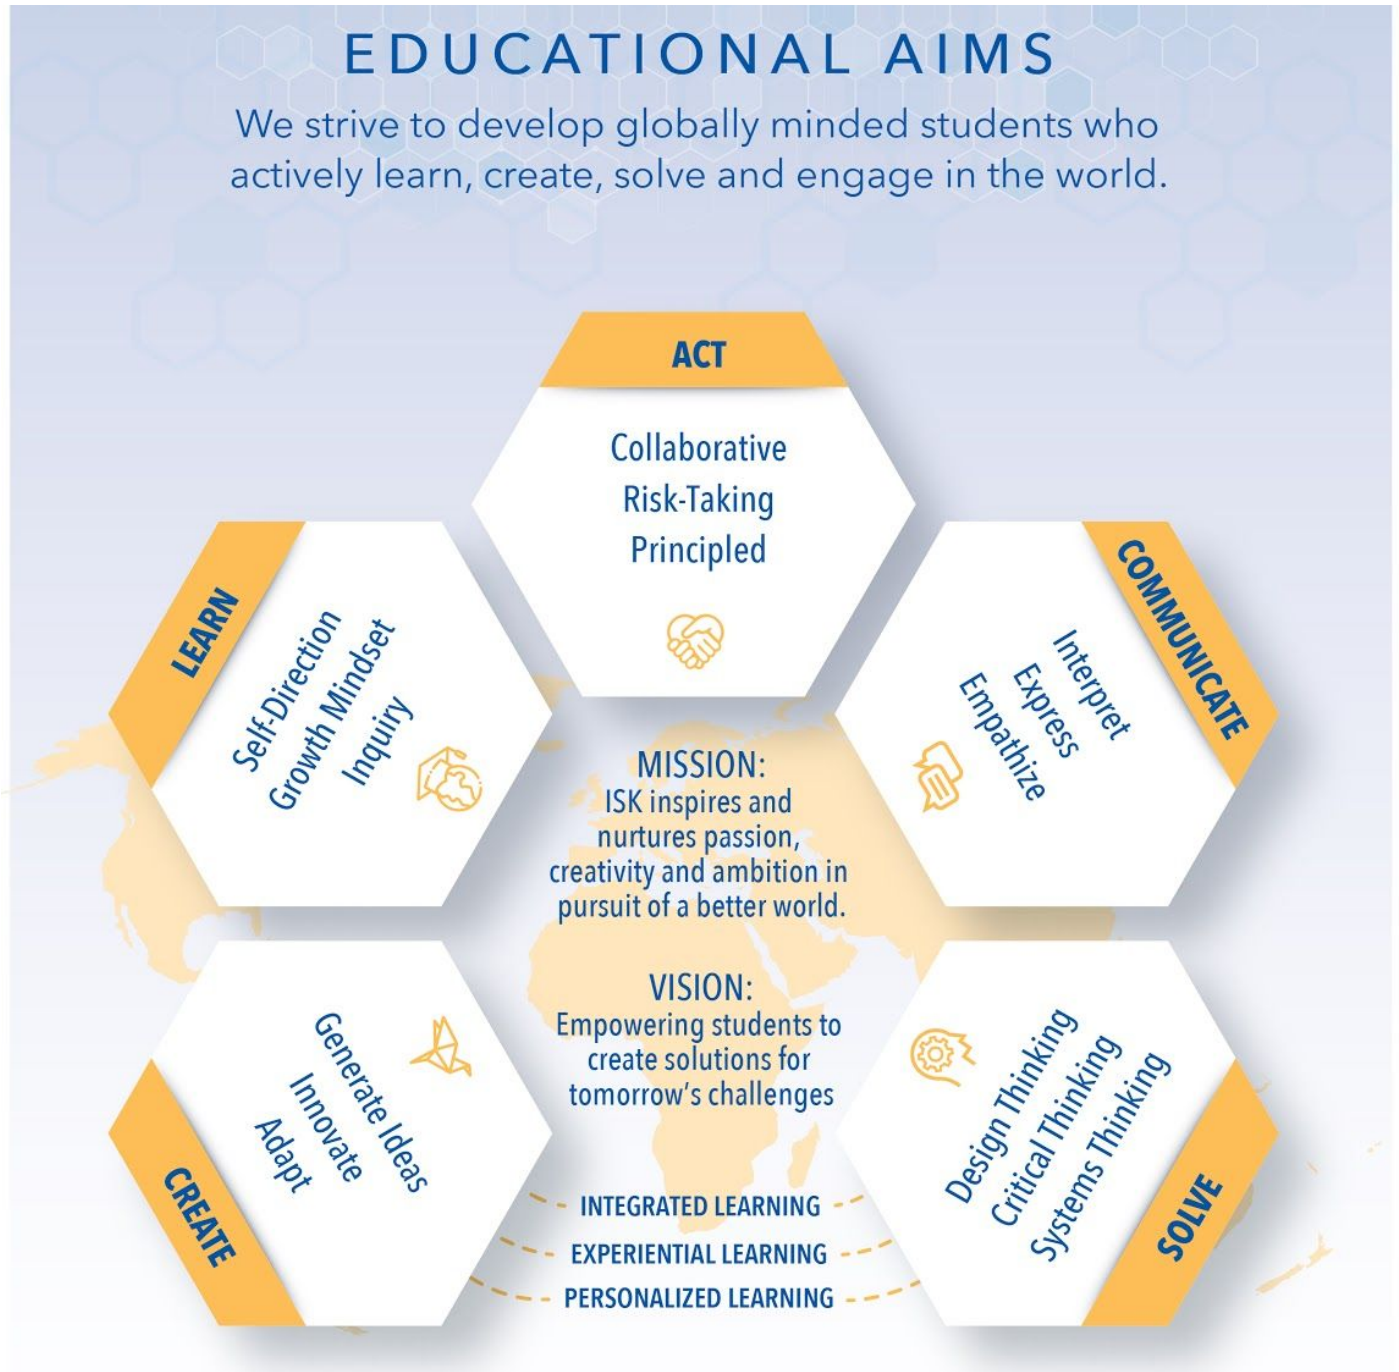 EDUCATIONAL AIMS
We strive to develop globally minded students who
actively learn, create, solve and engage in the world.
ACT
Collaborative
Risk-Taking
Principled
LEARN
Self-Direction
Growth Mindset
Inquiry
COMMUNICATE
Interpret
Express
Empathize
MISSION:
ISK inspires and
nurtures passion,
creativity and ambition in
pursuit of a better world.
VISION:
Empowering students to
create solutions for
tomorrow's challenges
CREATE
Generate Ideas
Innovate
Adapt
Design Thinking
Critical Thinking
Systems Thinking
SOLVE
INTEGRATED LEARNING
EXPERIENTIAL LEARNING
PERSONALIZED LEARNING